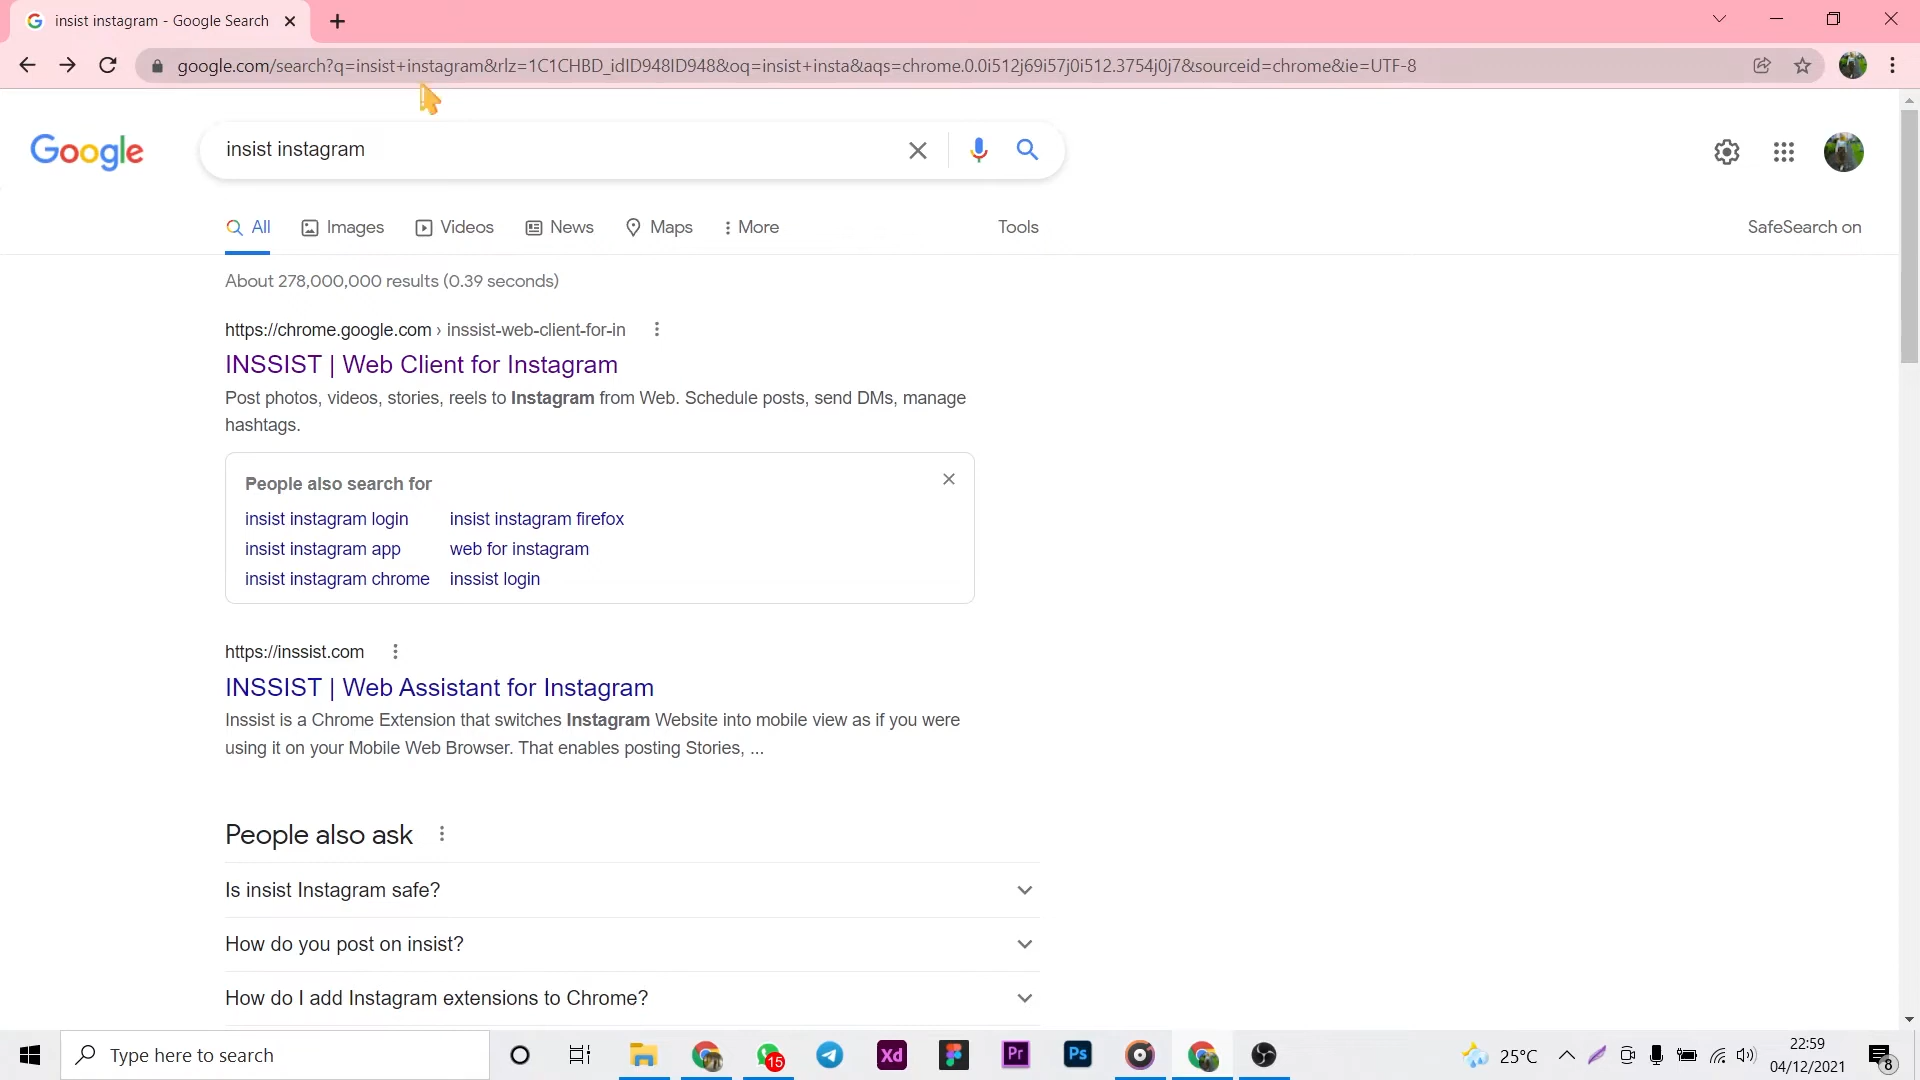 insist instagram - Google Search
google.com/search?q=insist+instagram&rlz=1C1CHBD_idID948ID948&oq=insist+insta&aqs=chrome.0.0i512j69i57j0i512.3754j0j7&sourceid=chrome&ie=UTF-8
Google
insist instagram
All Images Videos News Maps More Tools SafeSearch on
About 278,000,000 results (0.39 seconds)
https://chrome.google.com › inssist-web-client-for-in
INSSIST | Web Client for Instagram
Post photos, videos, stories, reels to Instagram from Web. Schedule posts, send DMs, manage
hashtags.
People also search for
insist instagram login insist instagram firefox
insist instagram app web for instagram
insist instagram chrome inssist login
https://inssist.com
INSSIST | Web Assistant for Instagram
Inssist is a Chrome Extension that switches Instagram Website into mobile view as if you were
using it on your Mobile Web Browser. That enables posting Stories, ...
People also ask
Is insist Instagram safe?
How do you post on insist?
How do I add Instagram extensions to Chrome?
Type here to search
15
Xd
Pr
Ps
25°C
22:59
04/12/2021
8